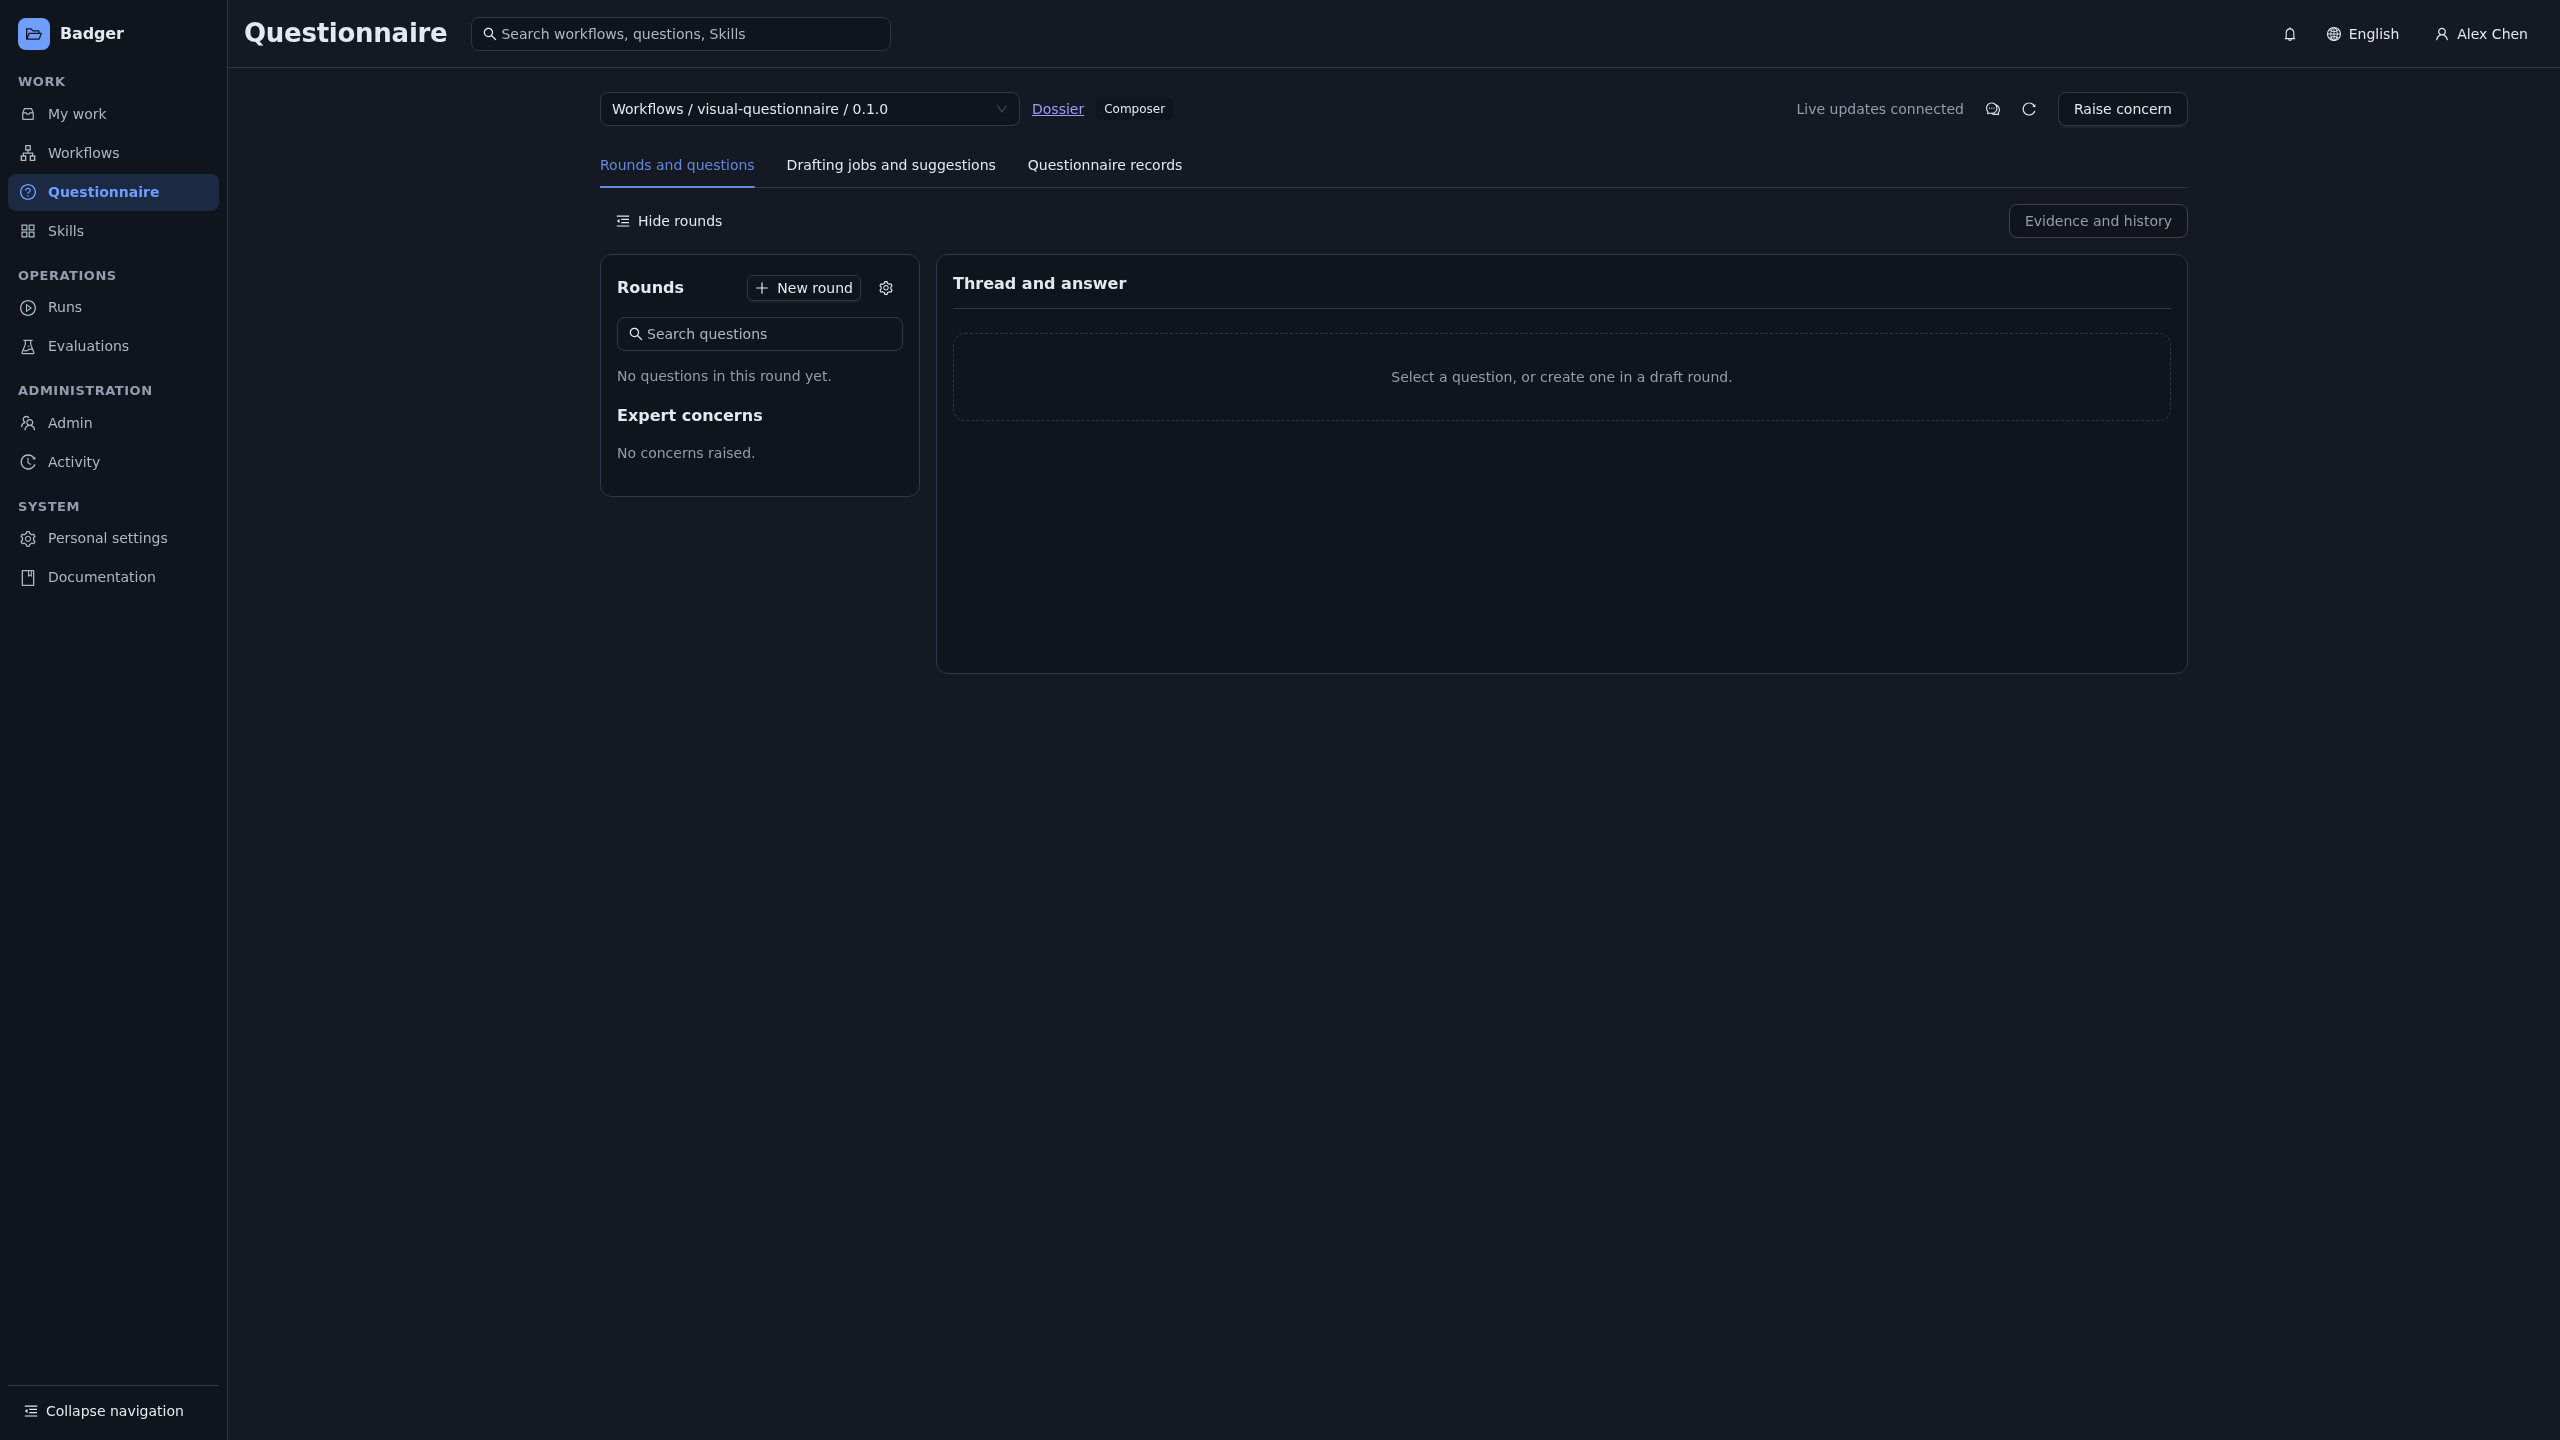 Badger
Questionnaire
Search workflows, questions, Skills
English
Alex Chen
WORK
My work
Workflows
Questionnaire
Skills
OPERATIONS
Runs
Evaluations
ADMINISTRATION
Admin
Activity
SYSTEM
Personal settings
Documentation
Collapse navigation
Workflows / visual-questionnaire / 0.1.0
Dossier
Composer
Live updates connected
Raise concern
Rounds and questions
Drafting jobs and suggestions
Questionnaire records
Hide rounds
Evidence and history
Rounds
New round
Search questions
No questions in this round yet.
Expert concerns
No concerns raised.
Thread and answer
Select a question, or create one in a draft round.